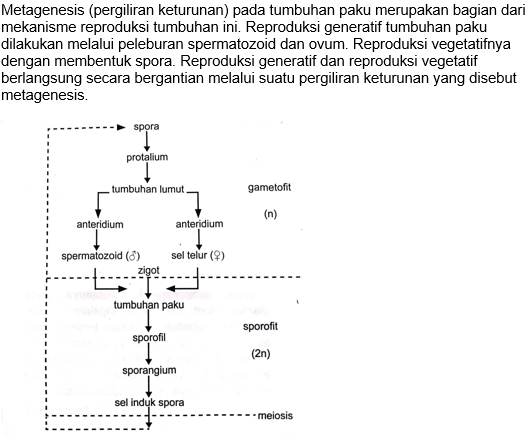 Metagenesis (pergiliran keturunan) pada tumbuhan paku merupakan bagian dari
mekanisme reproduksi tumbuhan ini. Reproduksi generatif tumbuhan paku
dilakukan melalui peleburan spermatozoid dan ovum. Reproduksi vegetatifnya
dengan membentuk spora. Reproduksi generatif dan reproduksi vegetatif
berlangsung secara bergantian melalui suatu pergiliran keturunan yang disebut
metagenesis.
spora
protalium
tumbuhan lumut
gametofit
(n)
anteridium
anteridium
spermatozoid (♂)
sel telur (♀)
zigot
tumbuhan paku
sporofit
sporofil
(2n)
sporangium
sel induk spora
meiosis